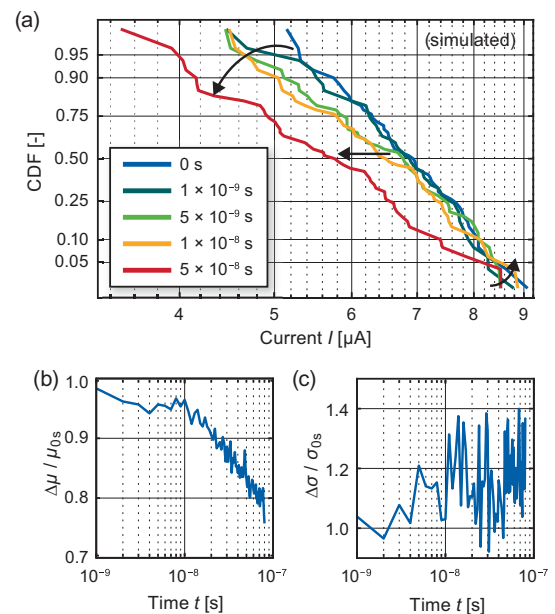 (a)
(simulated)
0.95
0.90
0.75
0.50
0.25
0.10
0.05
CDF [-]
0 s
1 × 10⁻⁹ s
5 × 10⁻⁹ s
1 × 10⁻⁸ s
5 × 10⁻⁸ s
4 5 6 7 8 9
Current I [µA]
(b)
1.0
0.9
0.8
0.7
Δµ / µ0s
10⁻⁹ 10⁻⁸ 10⁻⁷
Time t [s]
(c)
1.4
1.2
1.0
Δσ / σ0s
10⁻⁹ 10⁻⁸ 10⁻⁷
Time t [s]